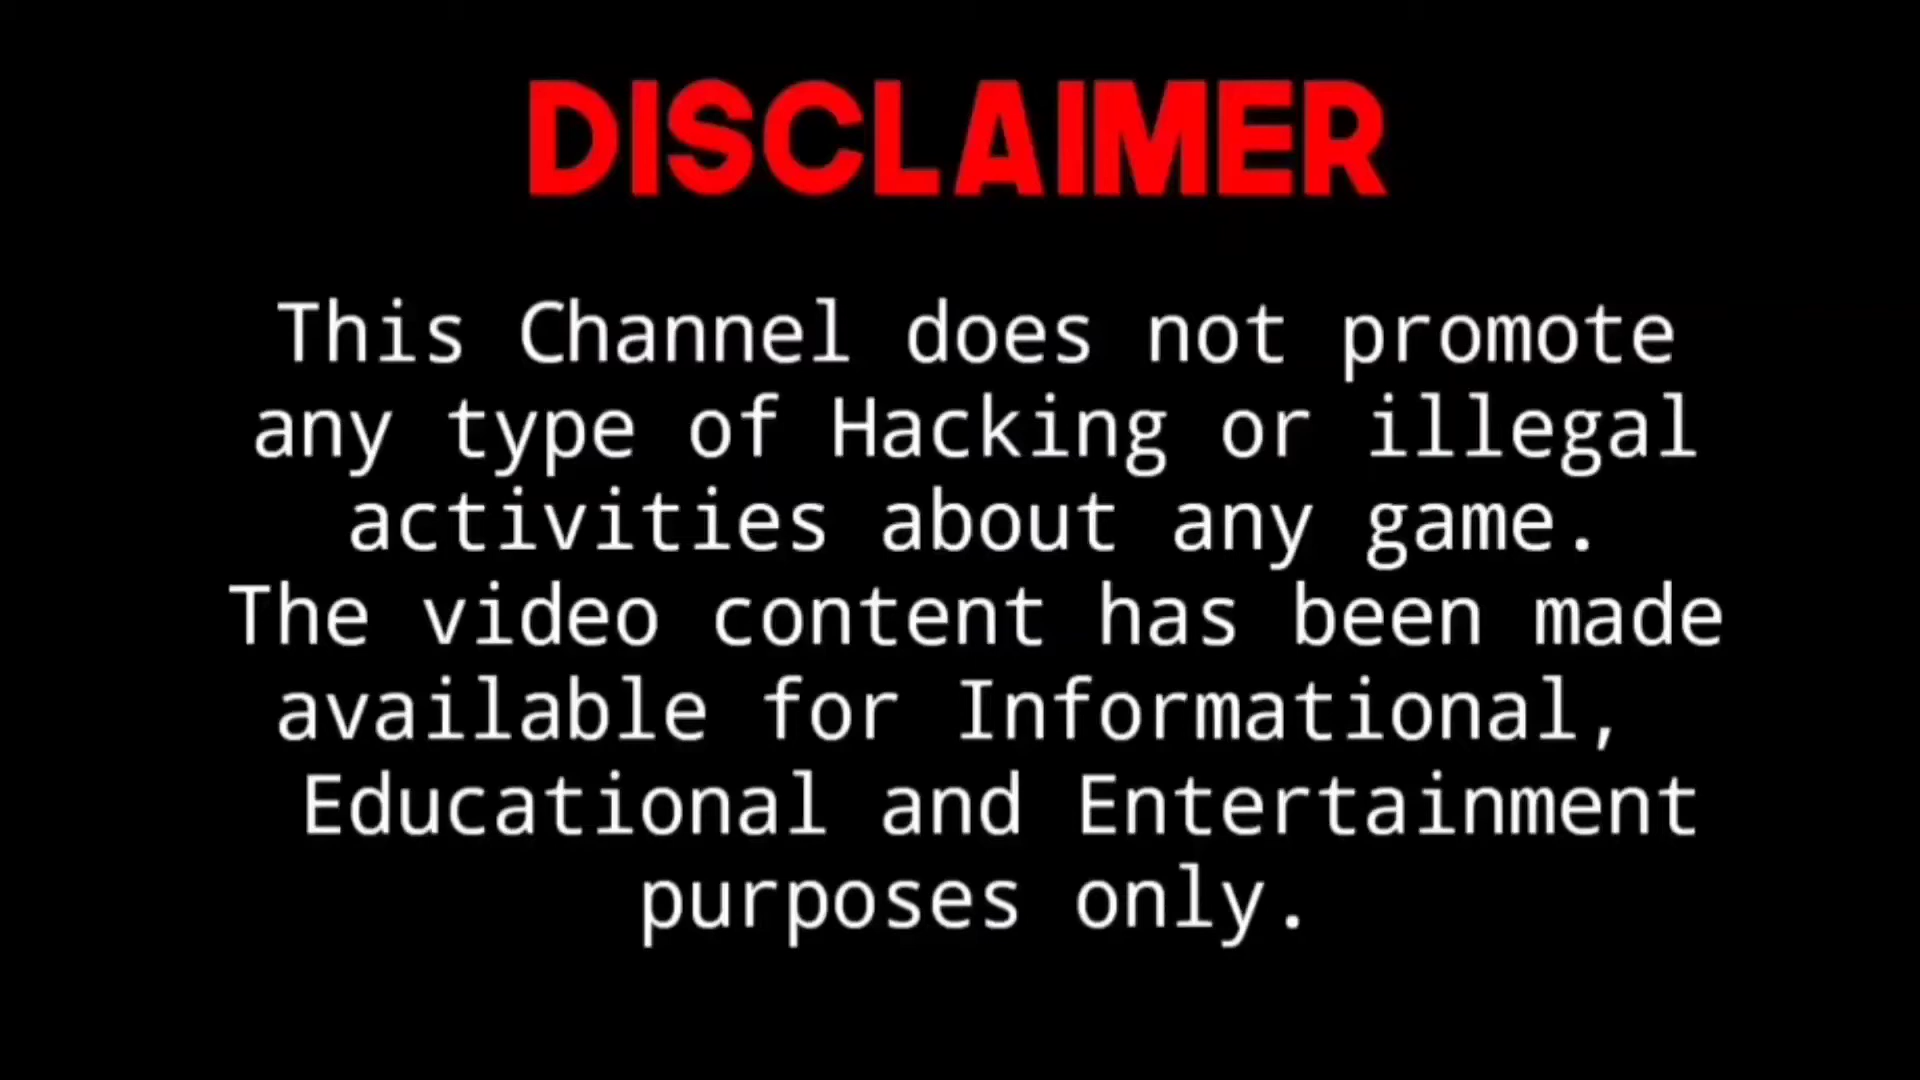 DISCLAIMER
This Channel does not promote
any type of Hacking or illegal
activities about any game.
The video content has been made
available for Informational,
Educational and Entertainment
purposes only.